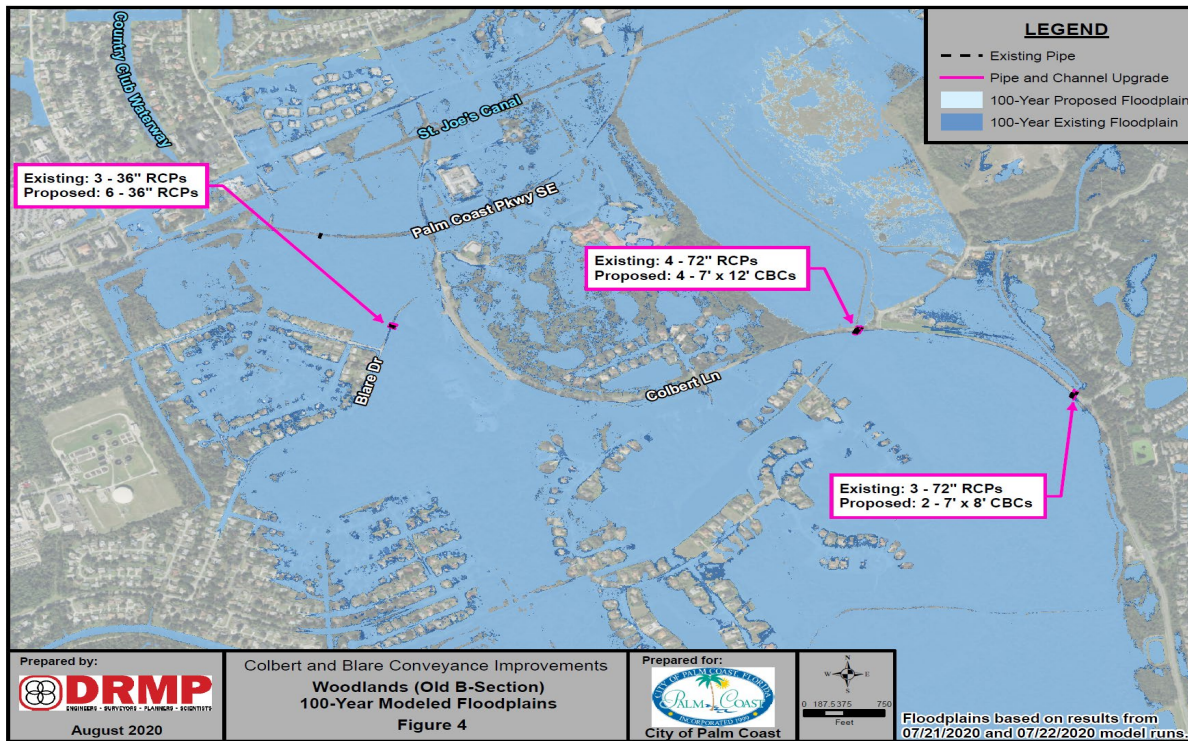 Country Club Waterway
St. Joe's Canal
LEGEND
Existing Pipe
Pipe and Channel Upgrade
100-Year Proposed Floodplain
100-Year Existing Floodplain
Existing: 3 - 36" RCPs
Proposed: 6 - 36" RCPs
Palm Coast Pkwy SE
Existing: 4 - 72" RCPs
Proposed: 4 - 7' x 12' CBCs
Blare Dr
Colbert Ln
Existing: 3 - 72" RCPs
Proposed: 2 - 7' x 8' CBCs
Prepared by:
DRMP
ENGINEERS - SURVEYORS - PLANNERS - SCIENTISTS
August 2020
Colbert and Blare Conveyance Improvements
Woodlands (Old B-Section)
100-Year Modeled Floodplains
Figure 4
Prepared for:
CITY OF PALM COAST, FLORIDA
PALM COAST
INCORPORATED 1999
City of Palm Coast
N
W E
S
0 187.5 375 750
Feet
Floodplains based on results from
07/21/2020 and 07/22/2020 model runs.